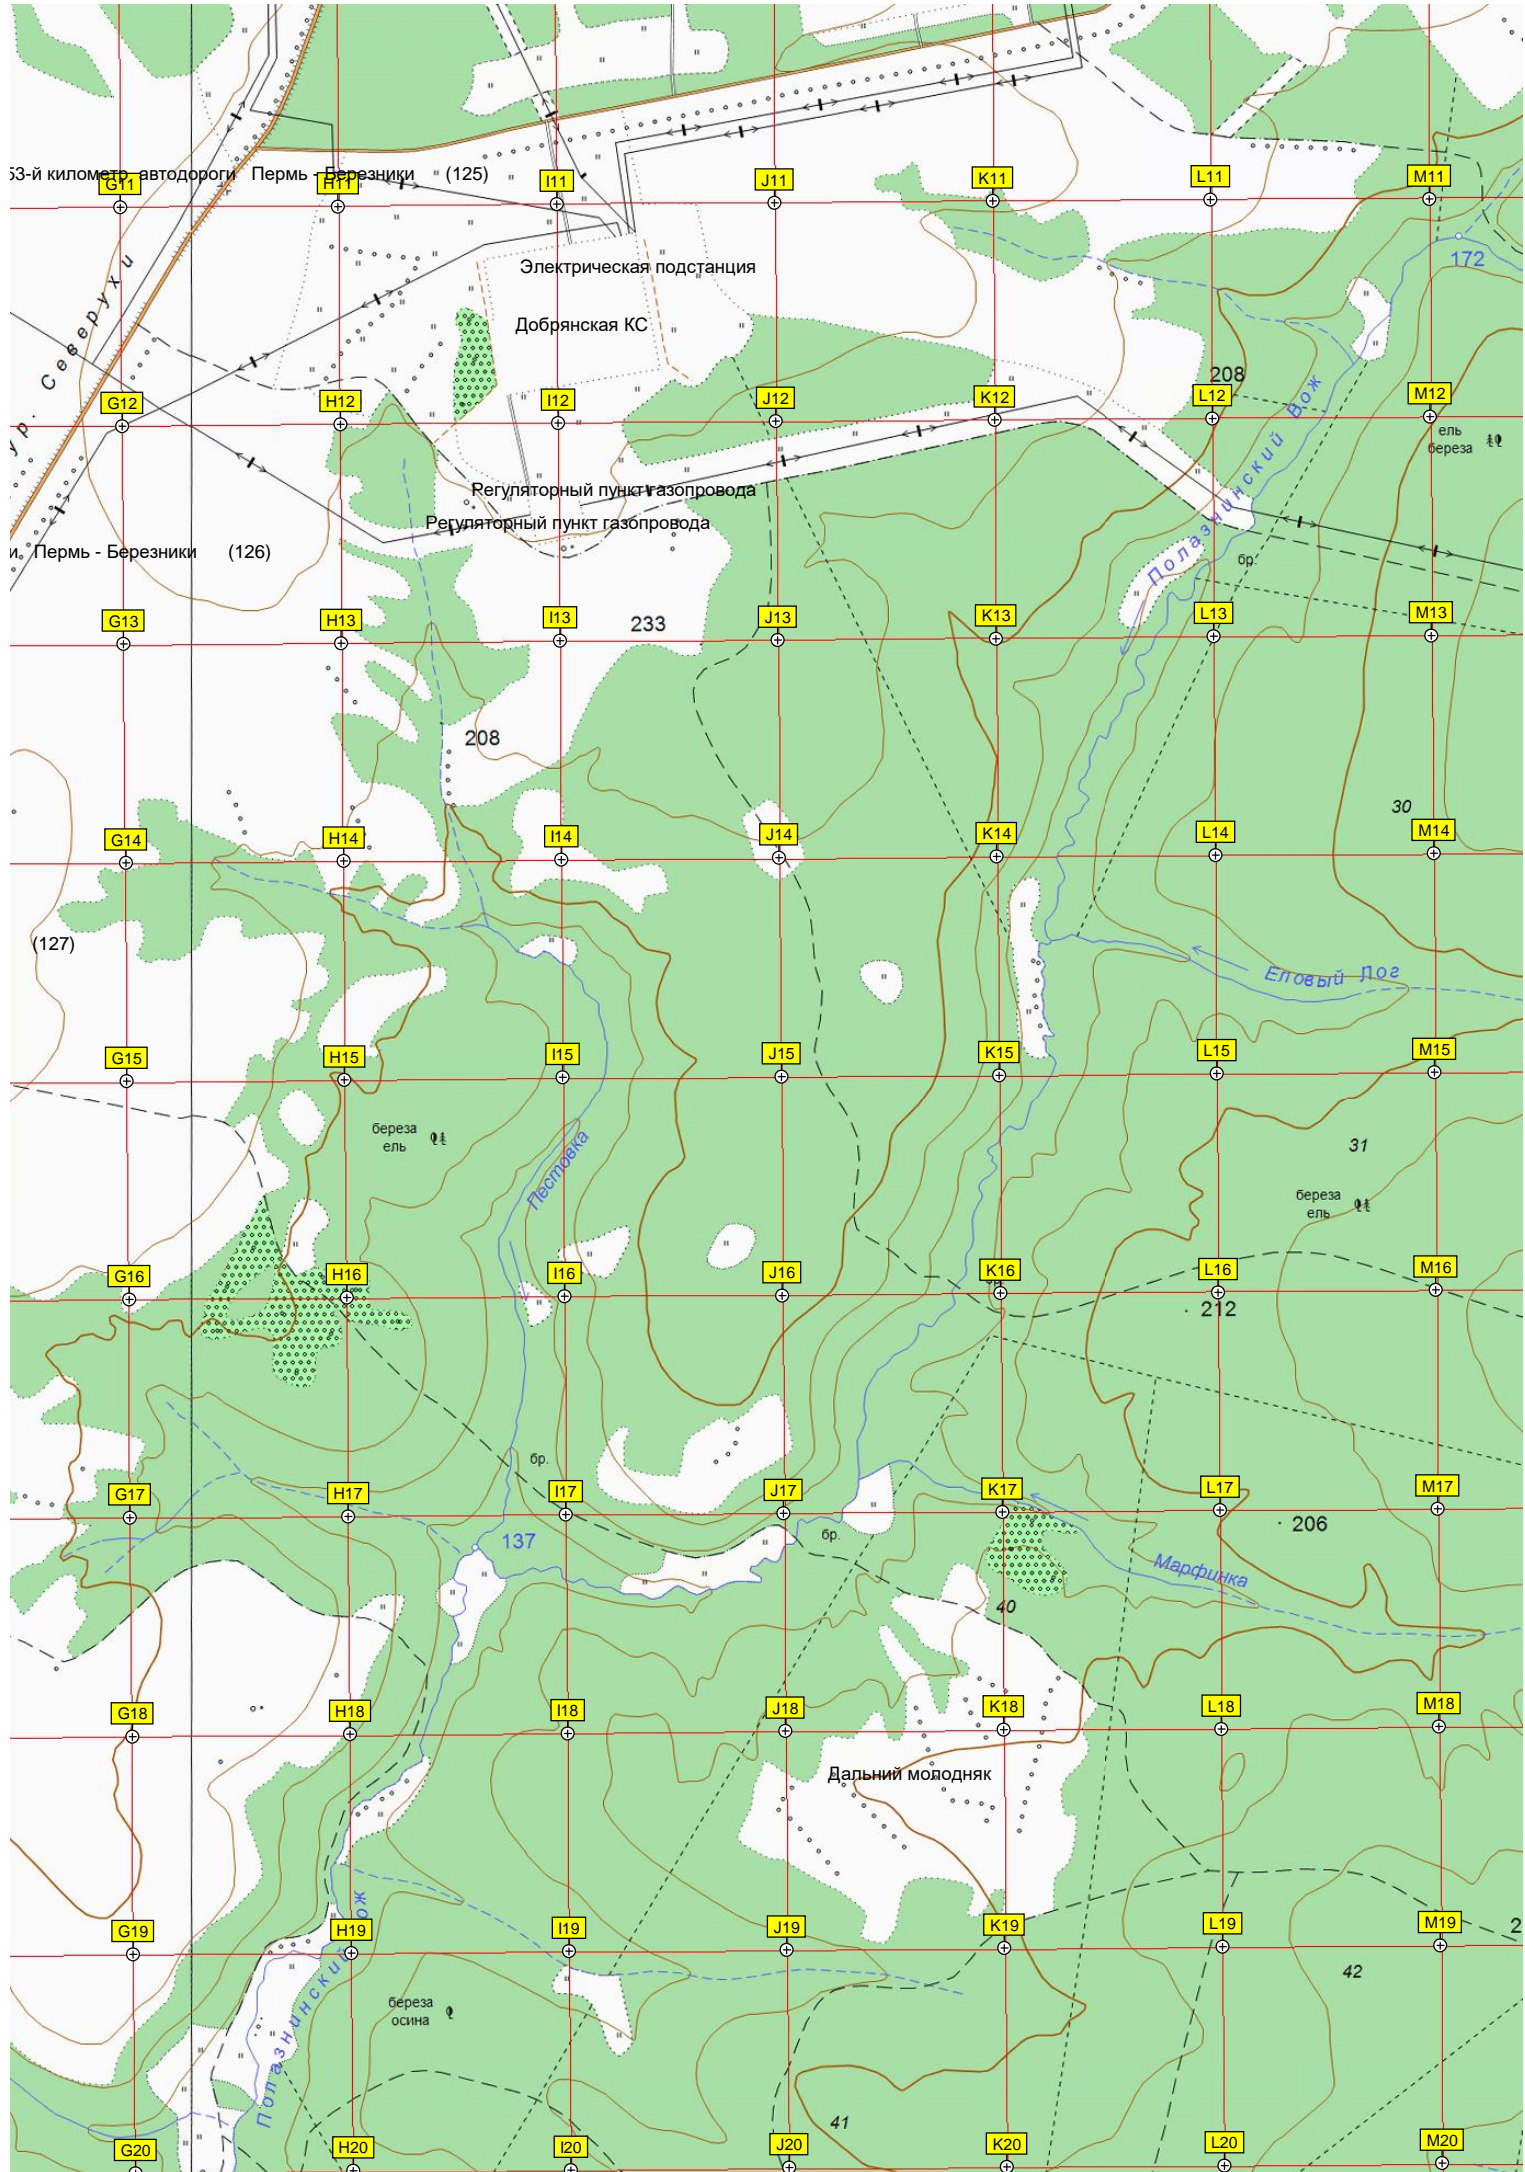 53-й километр автодороги Пермь - Березники (125)
G11 H11 I11 J11 K11 L11 M11
172
Электрическая подстанция
ур. Северухи
Добрянская КС
208
G12 H12 I12 J12 K12 L12 M12
ель
береза
Полазнинский Вож
Регуляторный пункт газопровода
Регуляторный пункт газопровода
и Пермь - Березники (126)
бр.
G13 H13 I13 J13 K13 L13 M13
233
208
30
G14 H14 I14 J14 K14 L14 M14
(127)
Еловый Лог
G15 H15 I15 J15 K15 L15 M15
береза
ель
31
Пестовка
береза
ель
G16 H16 I16 J16 K16 L16 M16
212
бр.
G17 H17 I17 J17 K17 L17 M17
206
137
бр.
Марфинка
40
G18 H18 I18 J18 K18 L18 M18
Дальний молодняк
G19 H19 I19 J19 K19 L19 M19
2
42
Полазнинский ож
береза
осина
41
G20 H20 I20 J20 K20 L20 M20